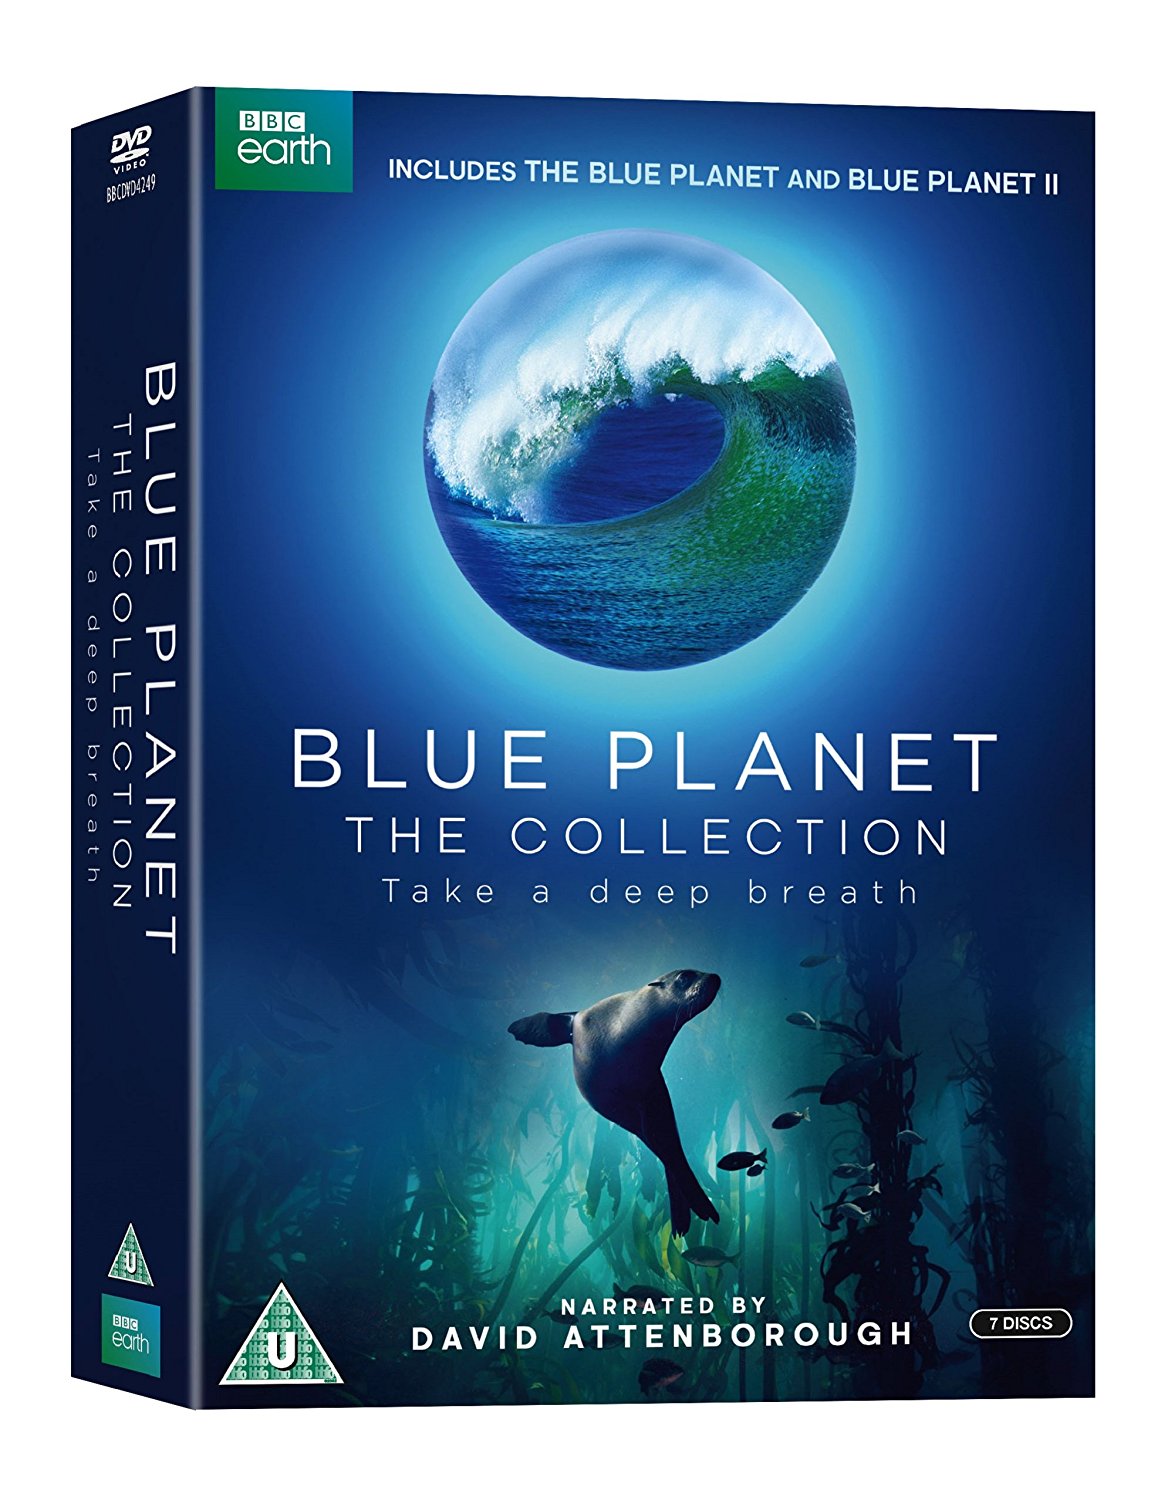 DVD
VIDEO
BBCDVD4249
BLUE PLANET
THE COLLECTION
Take a deep breath
U
BBC
earth
BBC
earth
INCLUDES THE BLUE PLANET AND BLUE PLANET II
BLUE PLANET
THE COLLECTION
Take a deep breath
NARRATED BY
DAVID ATTENBOROUGH
7 DISCS
U